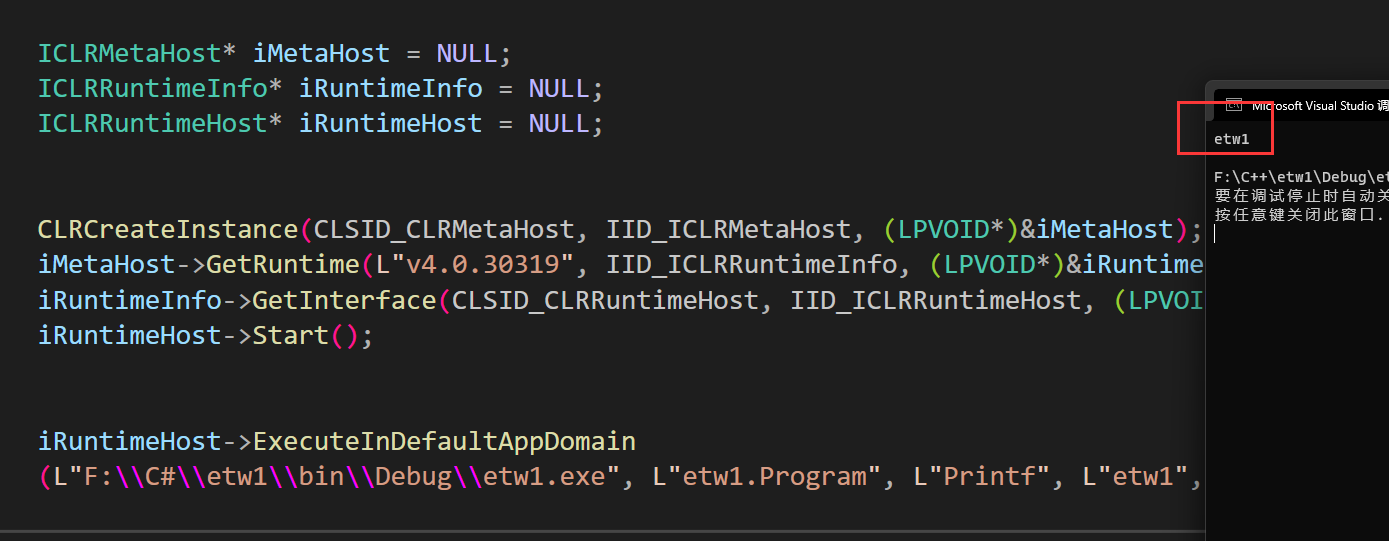 ICLRMetaHost* iMetaHost = NULL;
ICLRRuntimeInfo* iRuntimeInfo = NULL;
ICLRRuntimeHost* iRuntimeHost = NULL;
CLRCreateInstance(CLSID_CLRMetaHost, IID_ICLRMetaHost, (LPVOID*)&iMetaHost);
iMetaHost->GetRuntime(L"v4.0.30319", IID_ICLRRuntimeInfo, (LPVOID*)&iRuntime
iRuntimeInfo->GetInterface(CLSID_CLRRuntimeHost, IID_ICLRRuntimeHost, (LPVOI
iRuntimeHost->Start();
iRuntimeHost->ExecuteInDefaultAppDomain
(L"F:\\C#\\etw1\\bin\\Debug\\etw1.exe", L"etw1.Program", L"Printf", L"etw1",
Microsoft Visual Studio 调
etw1
F:\C++\etw1\Debug\et
要在调试停止时自动关
按任意键关闭此窗口.